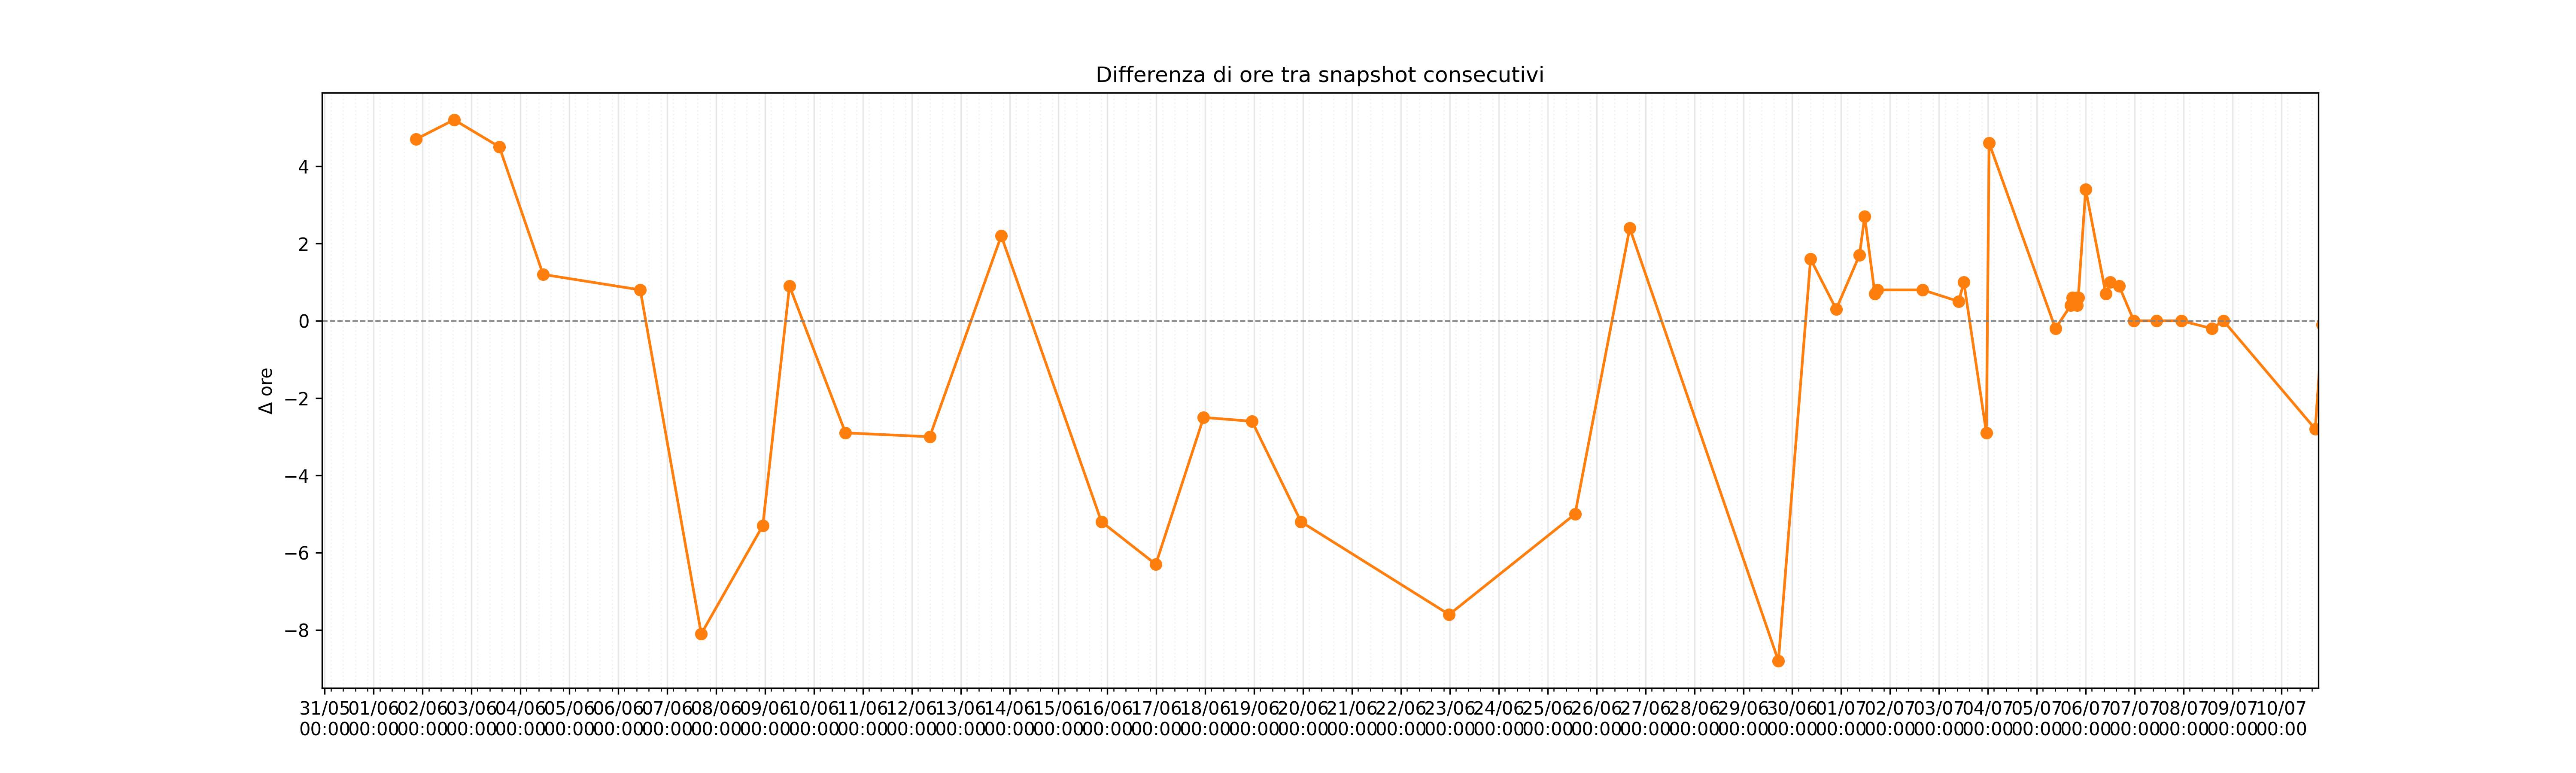 Differenza di ore tra snapshot consecutivi
4
2
0
−2
−4
−6
−8
Δ ore
31/05 01/06 02/06 03/06 04/06 05/06 06/06 07/06 08/06 09/06 10/06 11/06 12/06 13/06 14/06 15/06 16/06 17/06 18/06 19/06 20/06 21/06 22/06 23/06 24/06 25/06 26/06 27/06 28/06 29/06 30/06 01/07 02/07 03/07 04/07 05/07 06/07 07/07 08/07 09/07 10/07
00:00 00:00 00:00 00:00 00:00 00:00 00:00 00:00 00:00 00:00 00:00 00:00 00:00 00:00 00:00 00:00 00:00 00:00 00:00 00:00 00:00 00:00 00:00 00:00 00:00 00:00 00:00 00:00 00:00 00:00 00:00 00:00 00:00 00:00 00:00 00:00 00:00 00:00 00:00 00:00 00:00